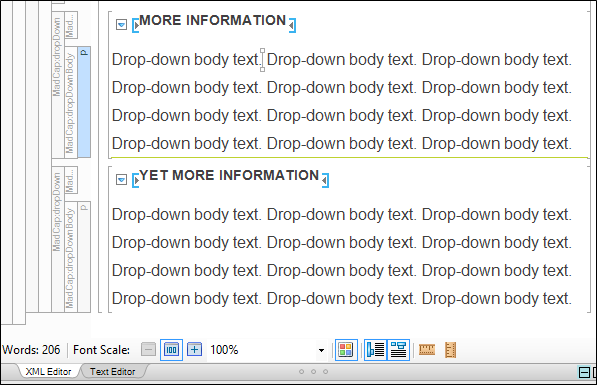 MORE INFORMATION
Drop-down body text. Drop-down body text. Drop-down body text.
Drop-down body text. Drop-down body text. Drop-down body text.
Drop-down body text. Drop-down body text. Drop-down body text.
Drop-down body text. Drop-down body text. Drop-down body text.
MadCap:dropDown
Mad...
MadCap:dropDownBody
p
YET MORE INFORMATION
Drop-down body text. Drop-down body text. Drop-down body text.
Drop-down body text. Drop-down body text. Drop-down body text.
Drop-down body text. Drop-down body text. Drop-down body text.
Drop-down body text. Drop-down body text. Drop-down body text.
MadCap:dropDown
Mad...
MadCap:dropDownBody
p
Words: 206 Font Scale: 100 100%
XML Editor Text Editor